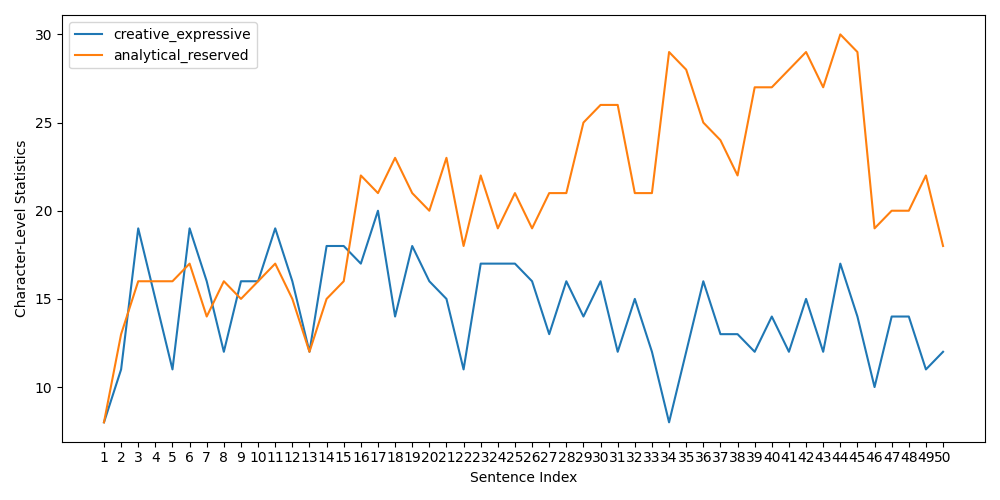 creative_expressive
analytical_reserved
30
25
20
15
10
Character-Level Statistics
1 2 3 4 5 6 7 8 9 10 11 12 13 14 15 16 17 18 19 20 21 22 23 24 25 26 27 28 29 30 31 32 33 34 35 36 37 38 39 40 41 42 43 44 45 46 47 48 49 50
Sentence Index